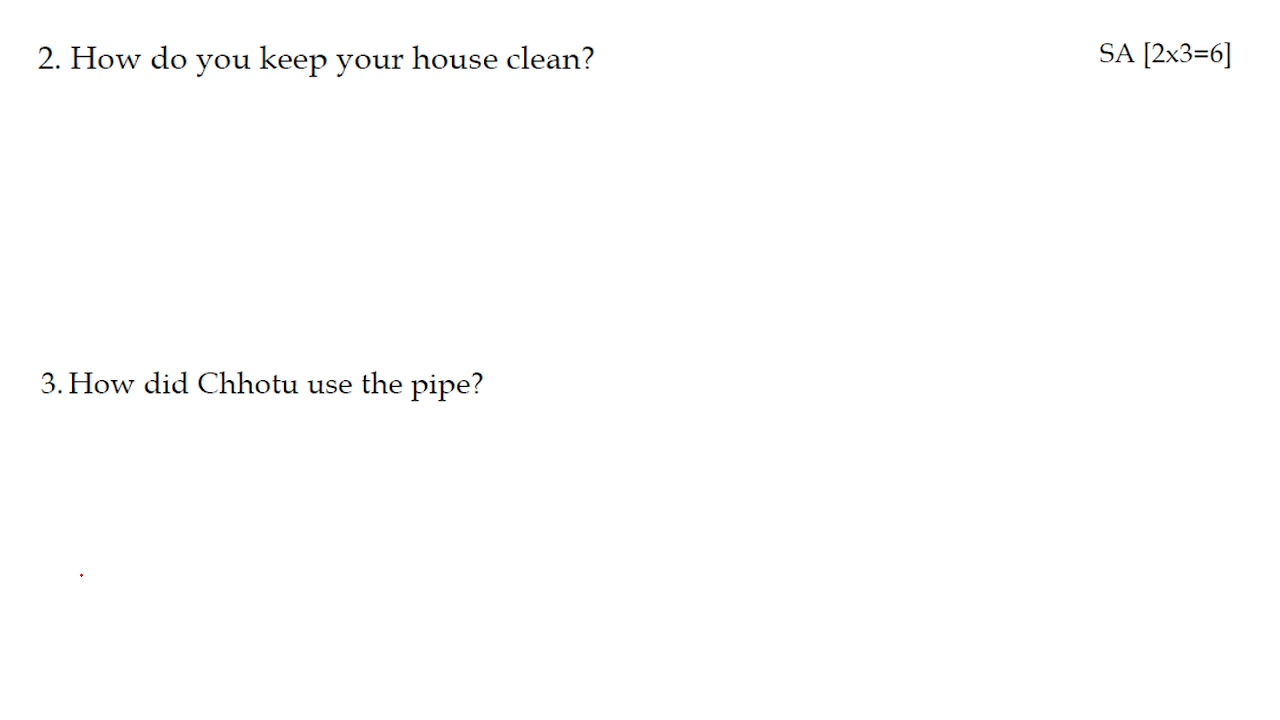 2. How do you keep your house clean? SA [2x3=6]
3. How did Chhotu use the pipe?